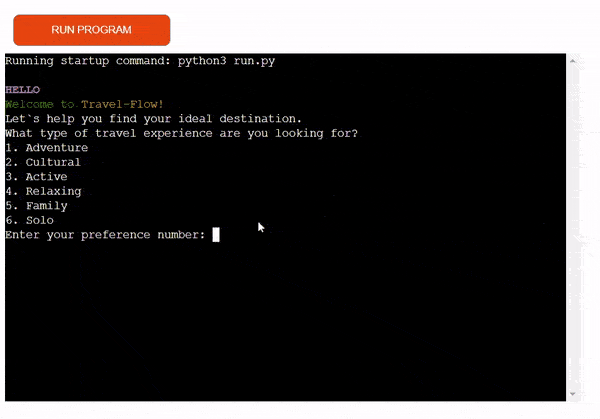 RUN PROGRAM
Running startup command: python3 run.py
HELLO
Welcome to Travel-Flow!
Let`s help you find your ideal destination.
What type of travel experience are you looking for?
1. Adventure
2. Cultural
3. Active
4. Relaxing
5. Family
6. Solo
Enter your preference number: